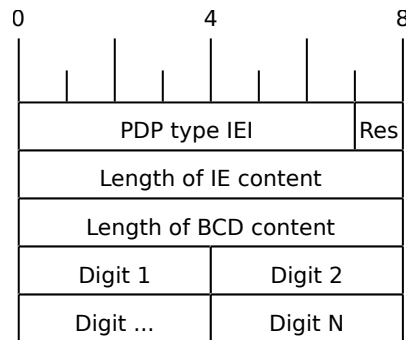 0 4 8
PDP type IEI Res
Length of IE content
Length of BCD content
Digit 1 Digit 2
Digit ... Digit N